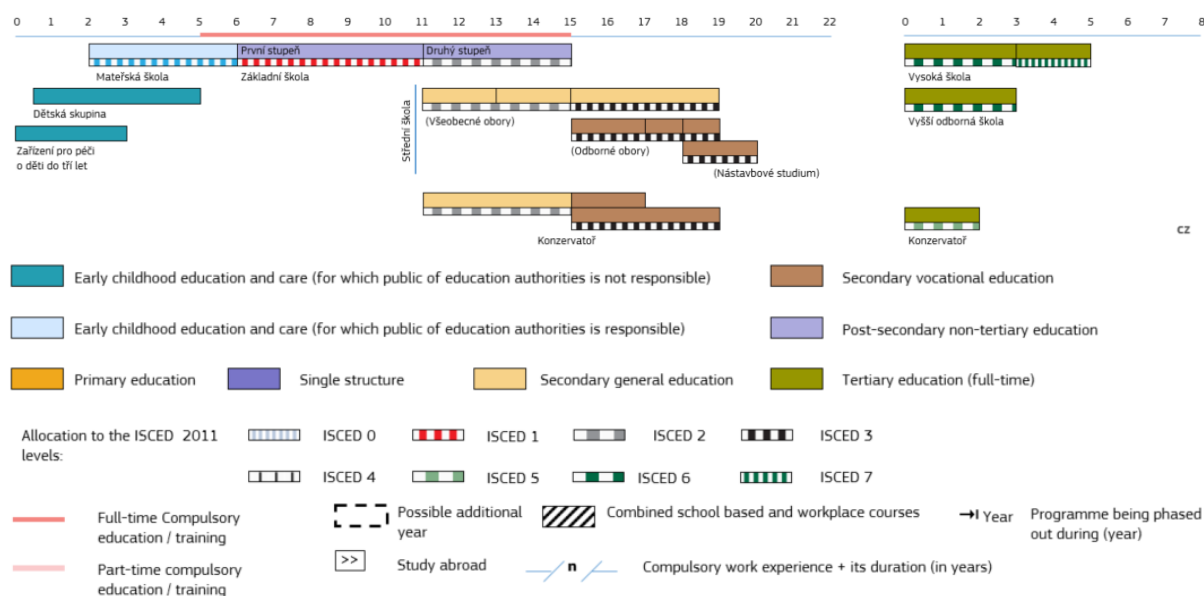 0 1 2 3 4 5 6 7 8 9 10 11 12 13 14 15 16 17 18 19 20 21 22 0 1 2 3 4 5 6 7 8
První stupeň Druhý stupeň
Mateřská škola Základní škola Vysoká škola
Dětská skupina
(Všeobecné obory) Vyšší odborná škola
Střední škola
Zařízení pro péči
o děti do tří let
(Odborné obory)
(Nástavbové studium)
Konzervatoř Konzervatoř
CZ
Early childhood education and care (for which public of education authorities is not responsible) Secondary vocational education
Early childhood education and care (for which public of education authorities is responsible) Post-secondary non-tertiary education
Primary education Single structure Secondary general education Tertiary education (full-time)
Allocation to the ISCED 2011
levels:
ISCED 0 ISCED 1 ISCED 2 ISCED 3
ISCED 4 ISCED 5 ISCED 6 ISCED 7
Full-time Compulsory
education / training
Possible additional
year
Combined school based and workplace courses
Year
Programme being phased
out during (year)
Part-time compulsory
education / training
>> Study abroad
n Compulsory work experience + its duration (in years)